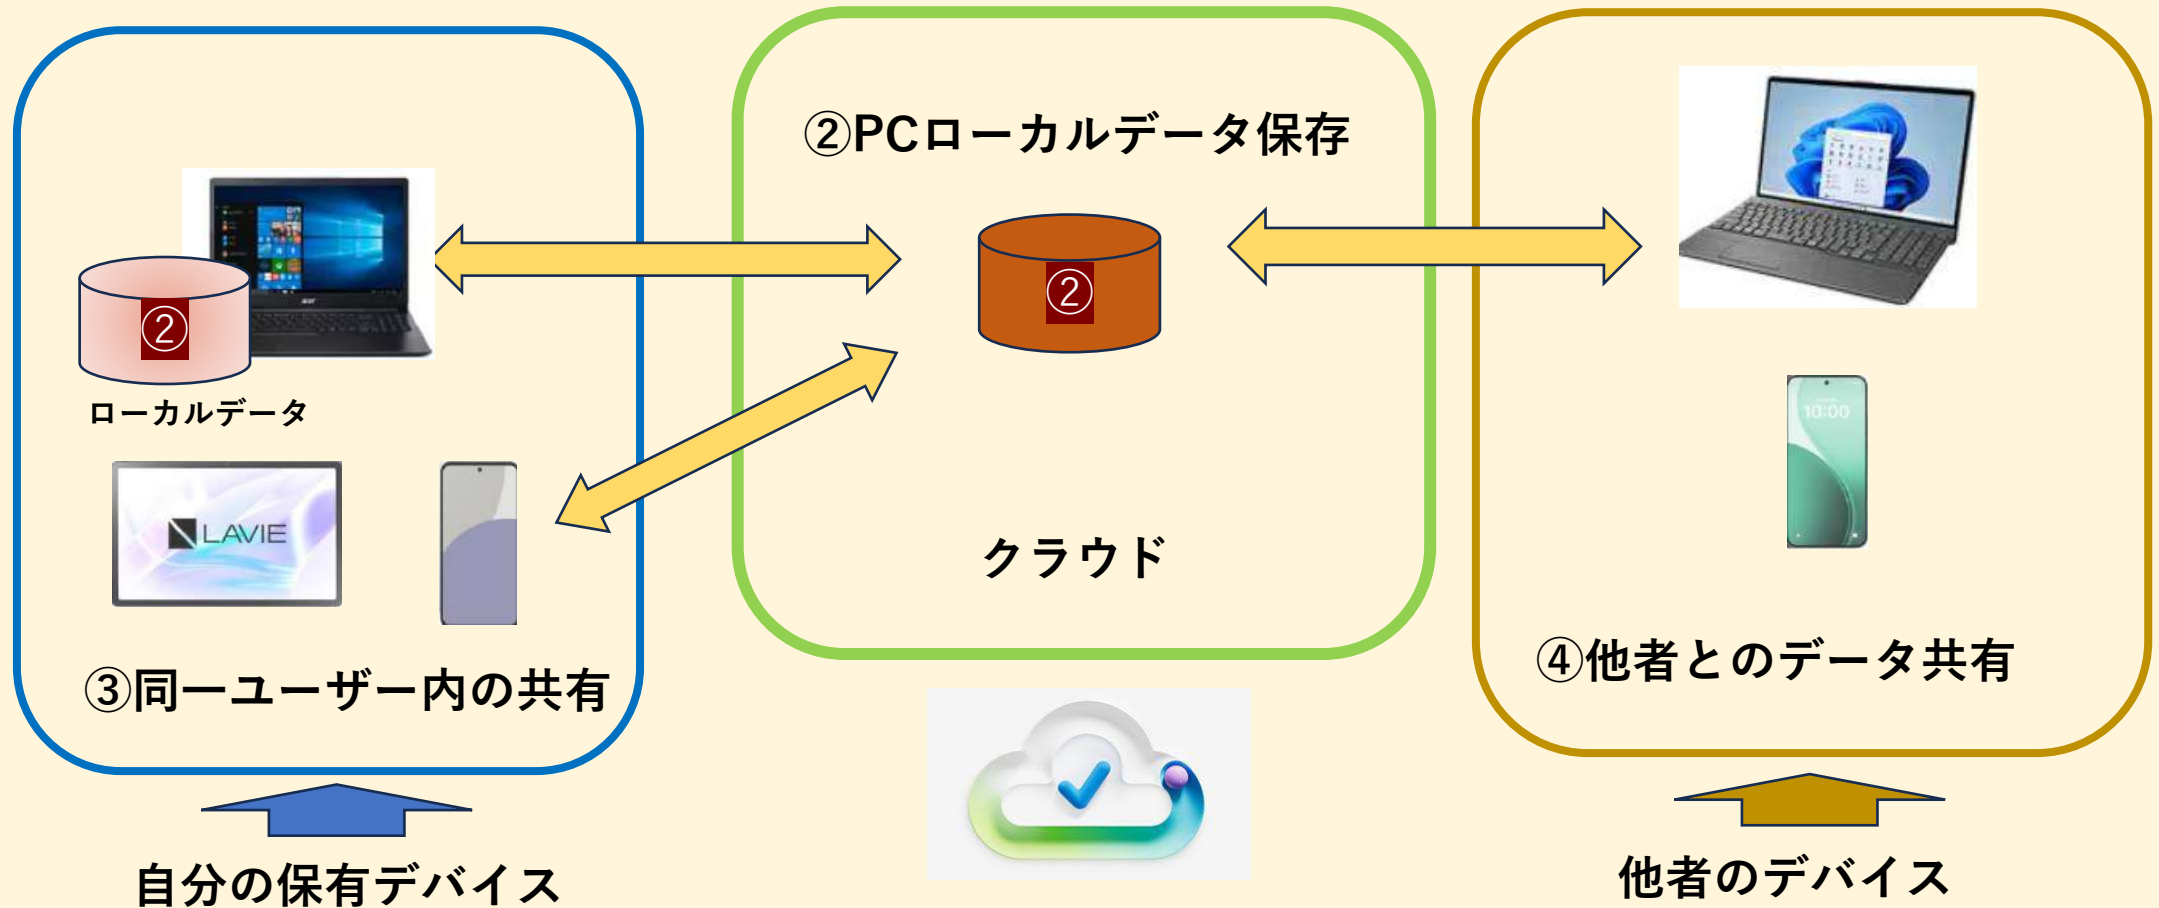 ②PCローカルデータ保存
②
②
ローカルデータ
LAVIE
10:00
クラウド
③同一ユーザー内の共有
④他者とのデータ共有
自分の保有デバイス
他者のデバイス